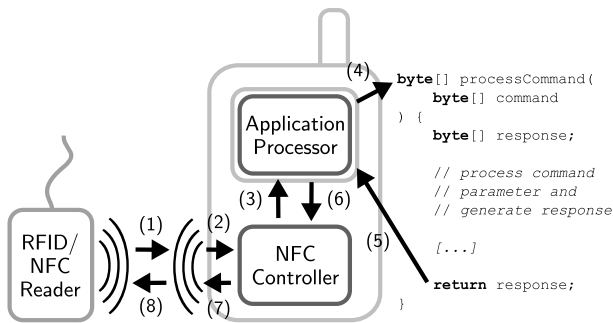 (4)
byte[] processCommand(
byte[] command
) {
byte[] response;
// process command
// parameter and
// generate response
[...]
return response;
}
Application
Processor
(3)
(6)
(5)
(1)
(2)
RFID/
NFC
Reader
NFC
Controller
(8)
(7)